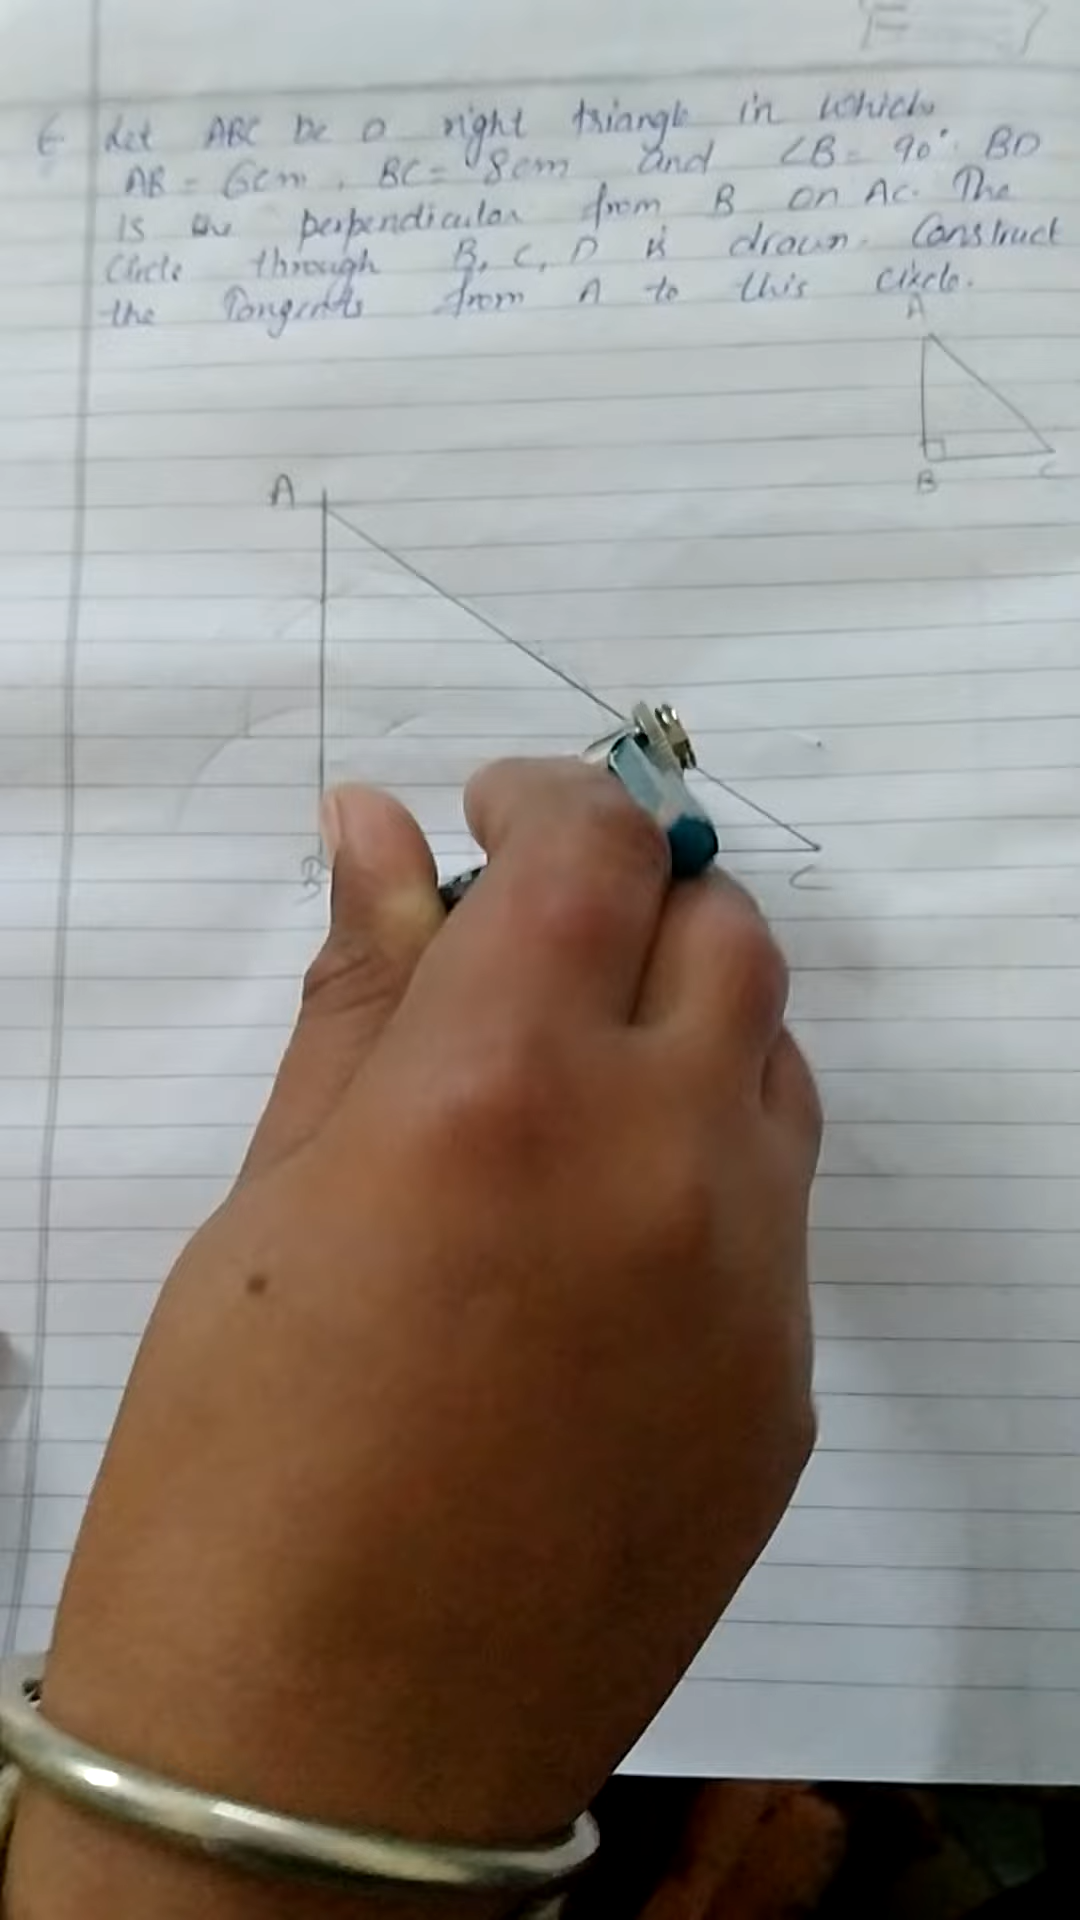 6 Let ABC be a right triangle in which
AB = 6cm, BC = 8cm and ∠B = 90°. BD
is the perpendicular from B on AC. The
Circle through B, C, D is drawn. Construct
the Tangents from A to this circle.
A
B C
A
B C